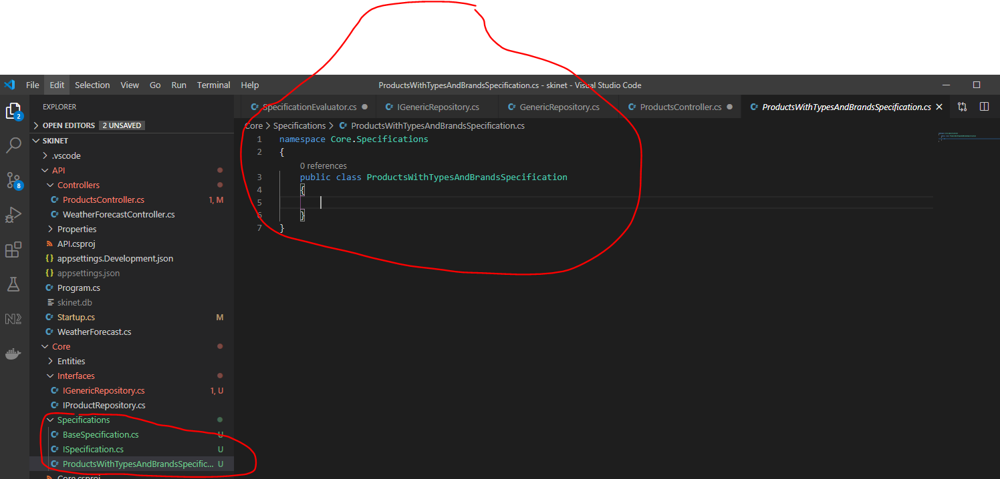 File Edit Selection View Go Run Terminal Help ProductsWithTypesAndBrandsSpecification.cs - skinet - Visual Studio Code
EXPLORER
SpecificationEvaluator.cs IGenericRepository.cs GenericRepository.cs ProductsController.cs ProductsWithTypesAndBrandsSpecification.cs
2
OPEN EDITORS 2 UNSAVED
SKINET
.vscode
API
Controllers
ProductsController.cs 1, M
WeatherForecastController.cs
Properties
API.csproj
{} appsettings.Development.json
{} appsettings.json
Program.cs
skinet.db
Startup.cs M
WeatherForecast.cs
Core
Entities
Interfaces
IGenericRepository.cs 1, U
IProductRepository.cs
Specifications
BaseSpecification.cs U
ISpecification.cs U
ProductsWithTypesAndBrandsSpecific... U
Core.csproj
8
Core > Specifications > ProductsWithTypesAndBrandsSpecification.cs
1 namespace Core.Specifications
2 {
0 references
3 public class ProductsWithTypesAndBrandsSpecification
4 {
5
6 }
7 }